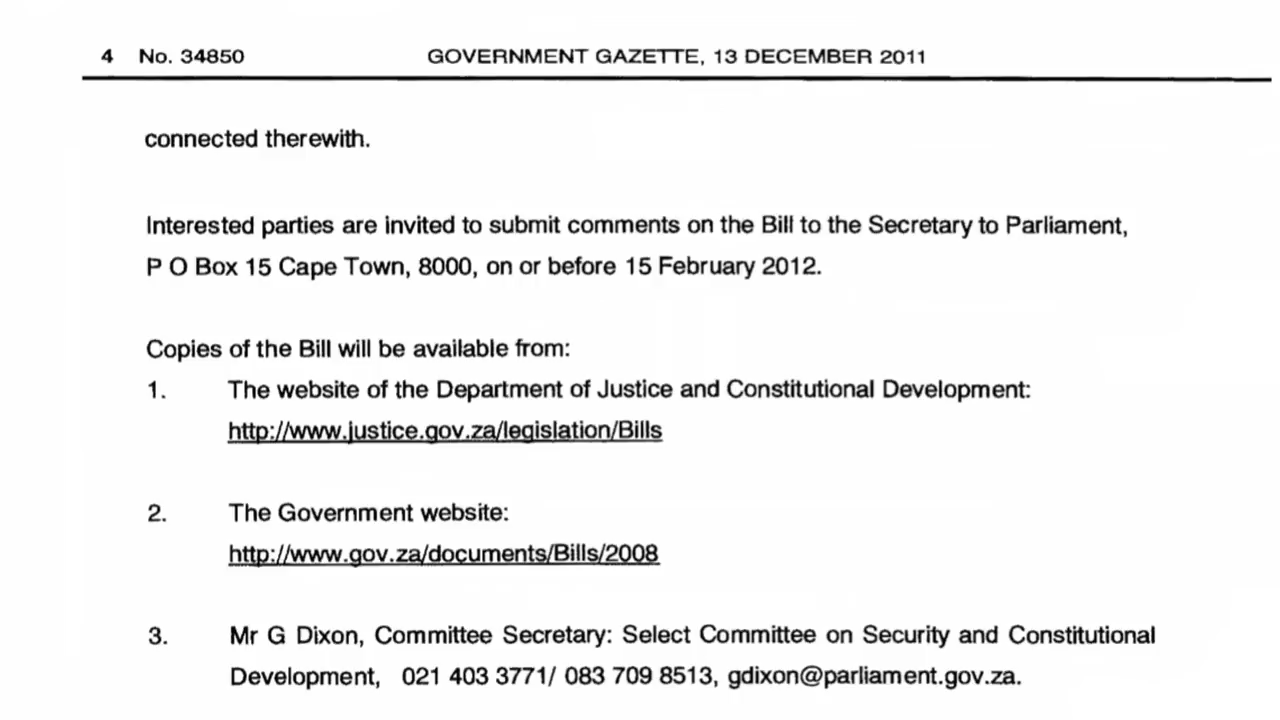 4 No. 34850 GOVERNMENT GAZETTE, 13 DECEMBER 2011
connected therewith.
Interested parties are invited to submit comments on the Bill to the Secretary to Parliament,
P O Box 15 Cape Town, 8000, on or before 15 February 2012.
Copies of the Bill will be available from:
1. The website of the Department of Justice and Constitutional Development:
http://www.justice.gov.za/legislation/Bills
2. The Government website:
http://www.gov.za/documents/Bills/2008
3. Mr G Dixon, Committee Secretary: Select Committee on Security and Constitutional
Development, 021 403 3771/ 083 709 8513, gdixon@parliament.gov.za.